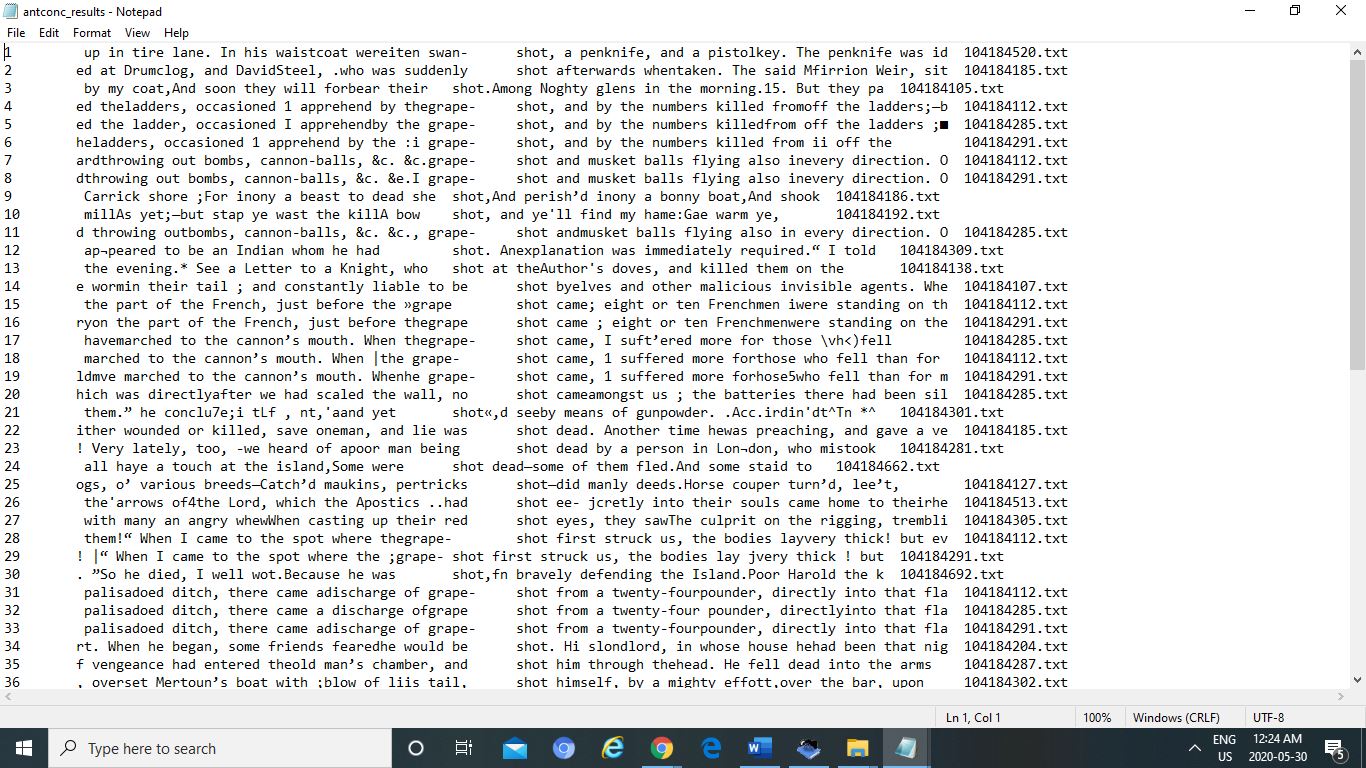 antconc_results - Notepad
File Edit Format View Help
1 up in tire lane. In his waistcoat wereiten swan- shot, a penknife, and a pistolkey. The penknife was id 104184520.txt
2 ed at Drumclog, and DavidSteel, .who was suddenly shot afterwards whentaken. The said Mfirrion Weir, sit 104184185.txt
3 by my coat,And soon they will forbear their shot.Among Noghty glens in the morning.15. But they pa 104184105.txt
4 ed theladders, occasioned 1 apprehend by thegrape- shot, and by the numbers killed fromoff the ladders;—b 104184112.txt
5 ed the ladder, occasioned I apprehendby the grape- shot, and by the numbers killedfrom off the ladders ;■ 104184285.txt
6 heladders, occasioned 1 apprehend by the :i grape- shot, and by the numbers killed from ii off the 104184291.txt
7 ardthrowing out bombs, cannon-balls, &c. &c.grape- shot and musket balls flying also inevery direction. O 104184112.txt
8 dthrowing out bombs, cannon-balls, &c. &e.I grape- shot and musket balls flying also inevery direction. O 104184291.txt
9 Carrick shore ;For inony a beast to dead she shot,And perish’d inony a bonny boat,And shook 104184186.txt
10 millAs yet;—but stap ye wast the killA bow shot, and ye'll find my hame:Gae warm ye, 104184192.txt
11 d throwing outbombs, cannon-balls, &c. &c., grape- shot andmusket balls flying also in every direction. O 104184285.txt
12 ap¬peared to be an Indian whom he had shot. Anexplanation was immediately required.“ I told 104184309.txt
13 the evening.* See a Letter to a Knight, who shot at theAuthor's doves, and killed them on the 104184138.txt
14 e wormin their tail ; and constantly liable to be shot byelves and other malicious invisible agents. Whe 104184107.txt
15 the part of the French, just before the »grape shot came; eight or ten Frenchmen iwere standing on th 104184112.txt
16 ryon the part of the French, just before thegrape shot came ; eight or ten Frenchmenwere standing on the 104184291.txt
17 havemarched to the cannon’s mouth. When thegrape- shot came, I suft’ered more for those \vh<)fell 104184285.txt
18 marched to the cannon’s mouth. When |the grape- shot came, 1 suffered more forthose who fell than for 104184112.txt
19 ldmve marched to the cannon’s mouth. Whenhe grape- shot came, 1 suffered more forhose5who fell than for m 104184291.txt
20 hich was directlyafter we had scaled the wall, no shot cameamongst us ; the batteries there had been sil 104184285.txt
21 them.” he conclu7e;i tLf , nt,'aand yet shot«,d seeby means of gunpowder. .Acc.irdin'dt^Tn *^ 104184301.txt
22 ither wounded or killed, save oneman, and lie was shot dead. Another time hewas preaching, and gave a ve 104184185.txt
23 ! Very lately, too, -we heard of apoor man being shot dead by a person in Lon¬don, who mistook 104184281.txt
24 all haye a touch at the island,Some were shot dead—some of them fled.And some staid to 104184662.txt
25 ogs, o’ various breeds—Catch’d maukins, pertricks shot—did manly deeds.Horse couper turn’d, lee’t, 104184127.txt
26 the'arrows of4the Lord, which the Apostics ..had shot ee- jcretly into their souls came home to theirhe 104184513.txt
27 with many an angry whewWhen casting up their red shot eyes, they sawThe culprit on the rigging, trembli 104184305.txt
28 them!“ When I came to the spot where thegrape- shot first struck us, the bodies layvery thick! but ev 104184112.txt
29 ! |“ When I came to the spot where the ;grape- shot first struck us, the bodies lay jvery thick ! but 104184291.txt
30 . ”So he died, I well wot.Because he was shot,fn bravely defending the Island.Poor Harold the k 104184692.txt
31 palisadoed ditch, there came adischarge of grape- shot from a twenty-fourpounder, directly into that fla 104184112.txt
32 palisadoed ditch, there came a discharge ofgrape shot from a twenty-four pounder, directlyinto that fla 104184285.txt
33 palisadoed ditch, there came adischarge of grape- shot from a twenty-fourpounder, directly into that fla 104184291.txt
34 rt. When he began, some friends fearedhe would be shot. Hi slondlord, in whose house hehad been that nig 104184204.txt
35 f vengeance had entered theold man’s chamber, and shot him through thehead. He fell dead into the arms 104184287.txt
36 , overset Mertoun’s boat with ;blow of liis tail, shot himself, by a mighty effott,over the bar, upon 104184302.txt
Ln 1, Col 1 100% Windows (CRLF) UTF-8
Type here to search
ENG 12:24 AM
US 2020-05-30 5